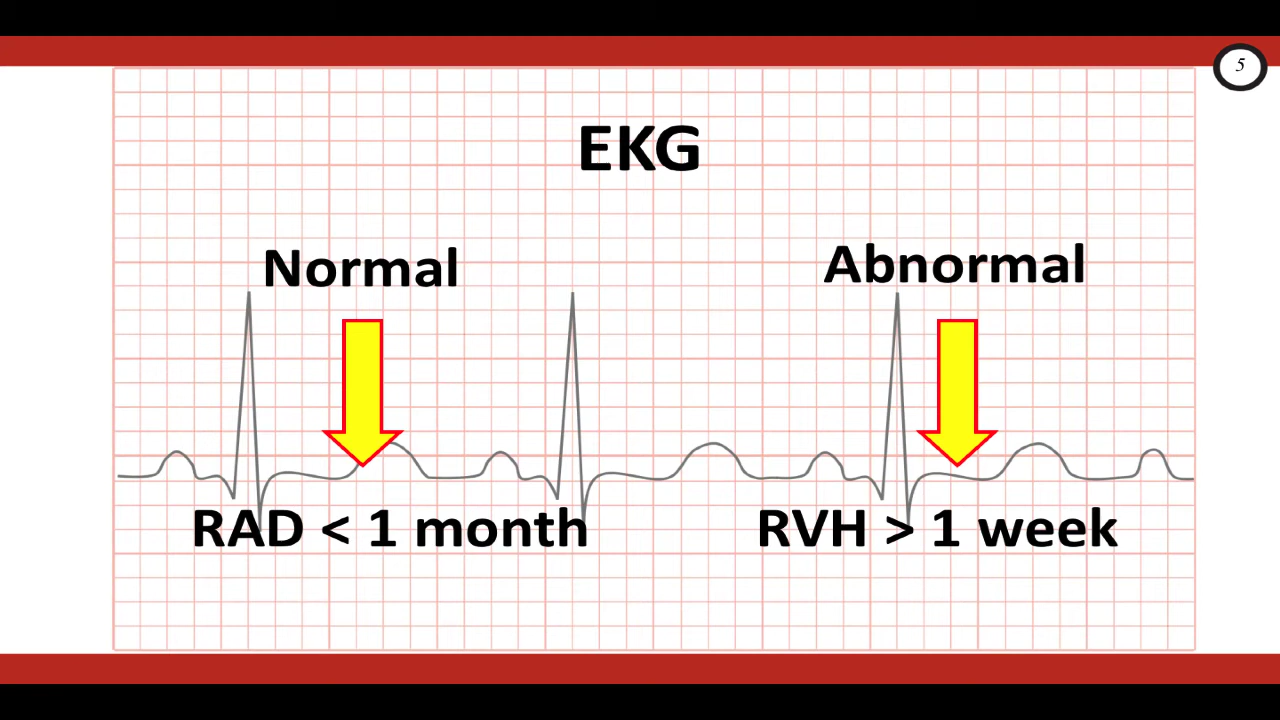 5
EKG
Normal
Abnormal
RAD < 1 month
RVH > 1 week